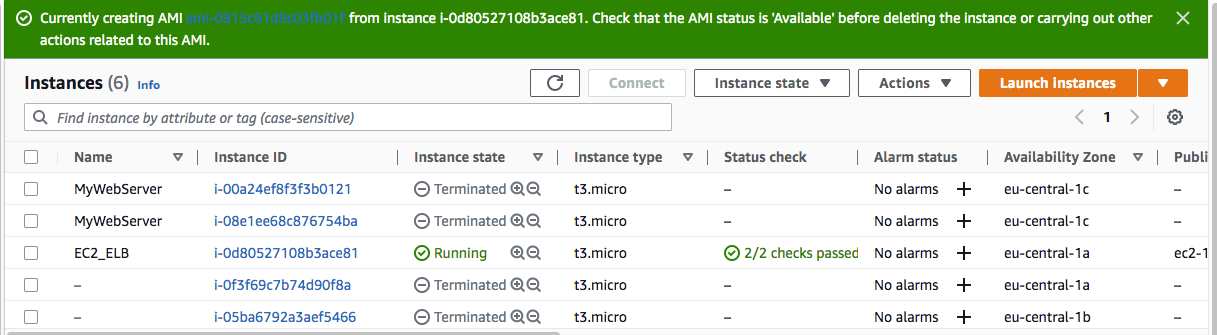 Currently creating AMI ami-0915c61d9c03fb01f from instance i-0d80527108b3ace81. Check that the AMI status is 'Available' before deleting the instance or carrying out other
actions related to this AMI.
Instances (6) Info Connect Instance state Actions Launch instances
Find instance by attribute or tag (case-sensitive) 1
Name Instance ID Instance state Instance type Status check Alarm status Availability Zone Publi
MyWebServer i-00a24ef8f3f3b0121 Terminated t3.micro – No alarms + eu-central-1c –
MyWebServer i-08e1ee68c876754ba Terminated t3.micro – No alarms + eu-central-1c –
EC2_ELB i-0d80527108b3ace81 Running t3.micro 2/2 checks passed No alarms + eu-central-1a ec2-1
– i-0f3f69c7b74d90f8a Terminated t3.micro – No alarms + eu-central-1a –
– i-05ba6792a3aef5466 Terminated t3.micro – No alarms + eu-central-1b –